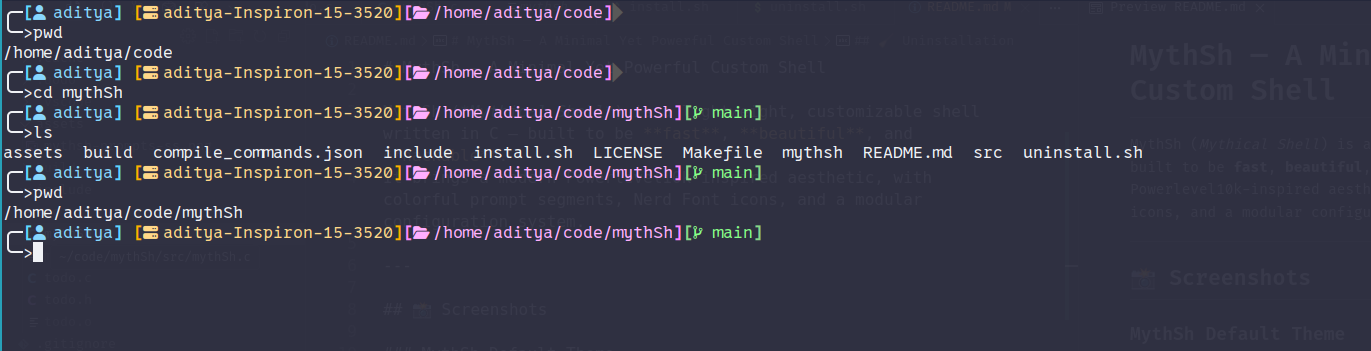 ╭─[ aditya] [ aditya-Inspiron-15-3520][ /home/aditya/code]
╰─>pwd
/home/aditya/code
╭─[ aditya] [ aditya-Inspiron-15-3520][ /home/aditya/code]
╰─>cd mythSh
╭─[ aditya] [ aditya-Inspiron-15-3520][ /home/aditya/code/mythSh][ main]
╰─>ls
assets  build  compile_commands.json  include  install.sh  LICENSE  Makefile  mythsh  README.md  src  uninstall.sh
╭─[ aditya] [ aditya-Inspiron-15-3520][ /home/aditya/code/mythSh][ main]
╰─>pwd
/home/aditya/code/mythSh
╭─[ aditya] [ aditya-Inspiron-15-3520][ /home/aditya/code/mythSh][ main]
╰─>
Preview README.md
Powerful Custom Shell
ht, customizable shell
written in C — built to be **fast**, **beautiful**, and
aesthetic, with
colorful prompt segments, Nerd Font icons, and a modular
configuration system
~/code/mythSh/src/mythSh.c
---
## Screenshots
MythSh — A Min
Custom Shell
MythSh (Mythical Shell) is a
built to be fast, beautiful,
Powerlevel10k-inspired aest
icons, and a modular config
Screenshots
MythSh Default Theme